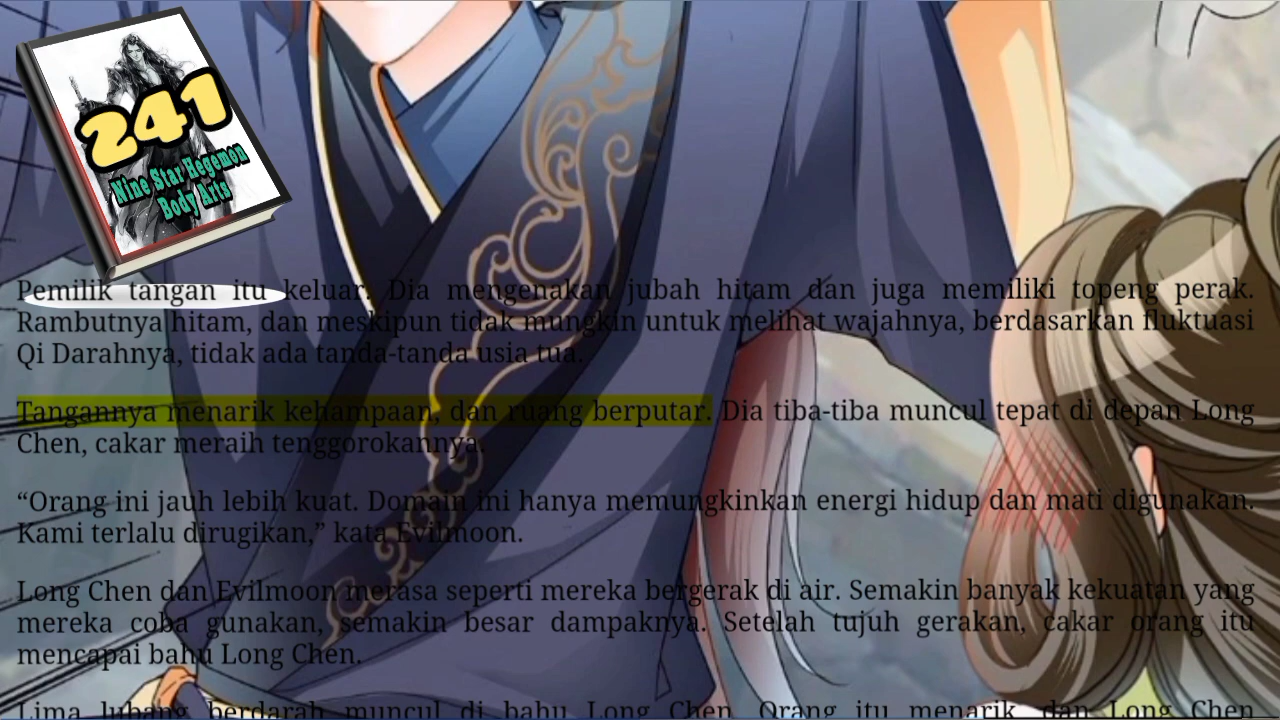 241
Nine Star Hegemon
Body Arts
Pemilik tangan itu keluar. Dia mengenakan jubah hitam dan juga memiliki topeng perak.
Rambutnya hitam, dan meskipun tidak mungkin untuk melihat wajahnya, berdasarkan fluktuasi
Qi Darahnya, tidak ada tanda-tanda usia tua.
Tangannya menarik kehampaan, dan ruang berputar. Dia tiba-tiba muncul tepat di depan Long
Chen, cakar meraih tenggorokannya.
“Orang ini jauh lebih kuat. Domain ini hanya memungkinkan energi hidup dan mati digunakan.
Kami terlalu dirugikan,” kata Evilmoon.
Long Chen dan Evilmoon merasa seperti mereka bergerak di air. Semakin banyak kekuatan yang
mereka coba gunakan, semakin besar dampaknya. Setelah tujuh gerakan, cakar orang itu
mencapai bahu Long Chen.
Lima lubang berdarah muncul di bahu Long Chen. Orang itu menarik, dan Long Chen